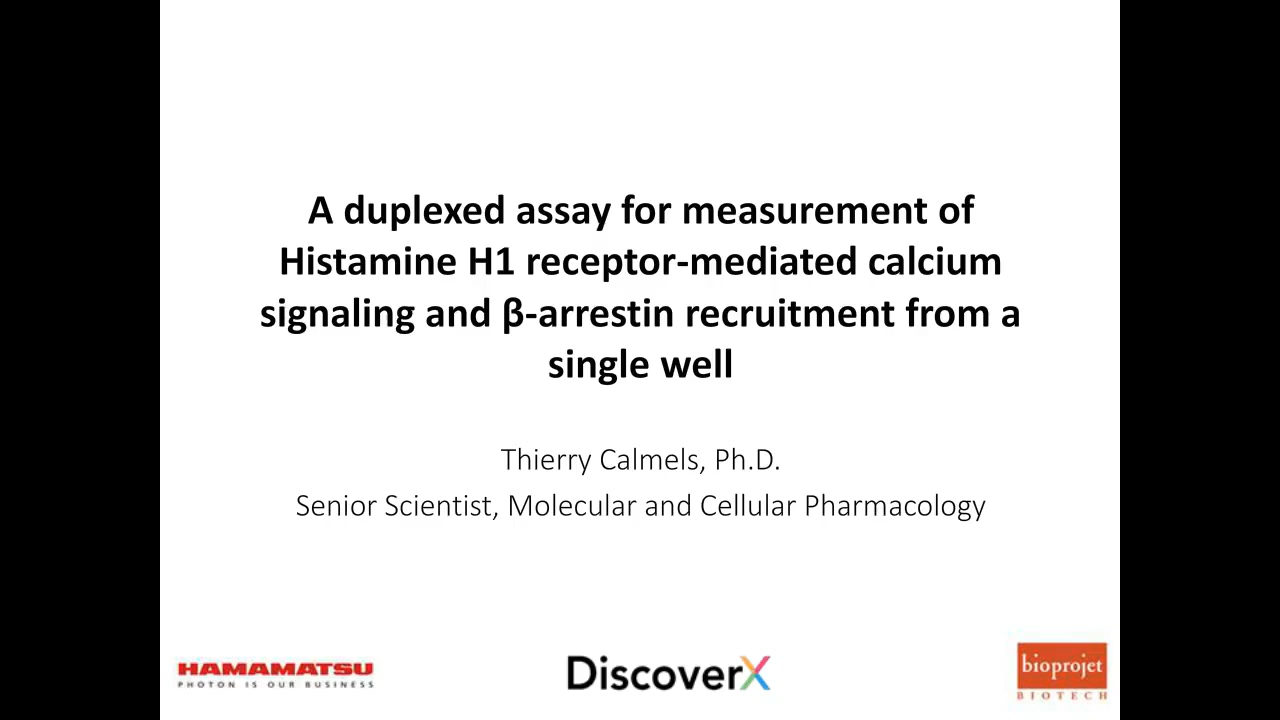 A duplexed assay for measurement of
Histamine H1 receptor-mediated calcium
signaling and β-arrestin recruitment from a
single well
Thierry Calmels, Ph.D.
Senior Scientist, Molecular and Cellular Pharmacology
HAMAMATSU
PHOTON IS OUR BUSINESS
DiscoverX
bioprojet
BIOTECH